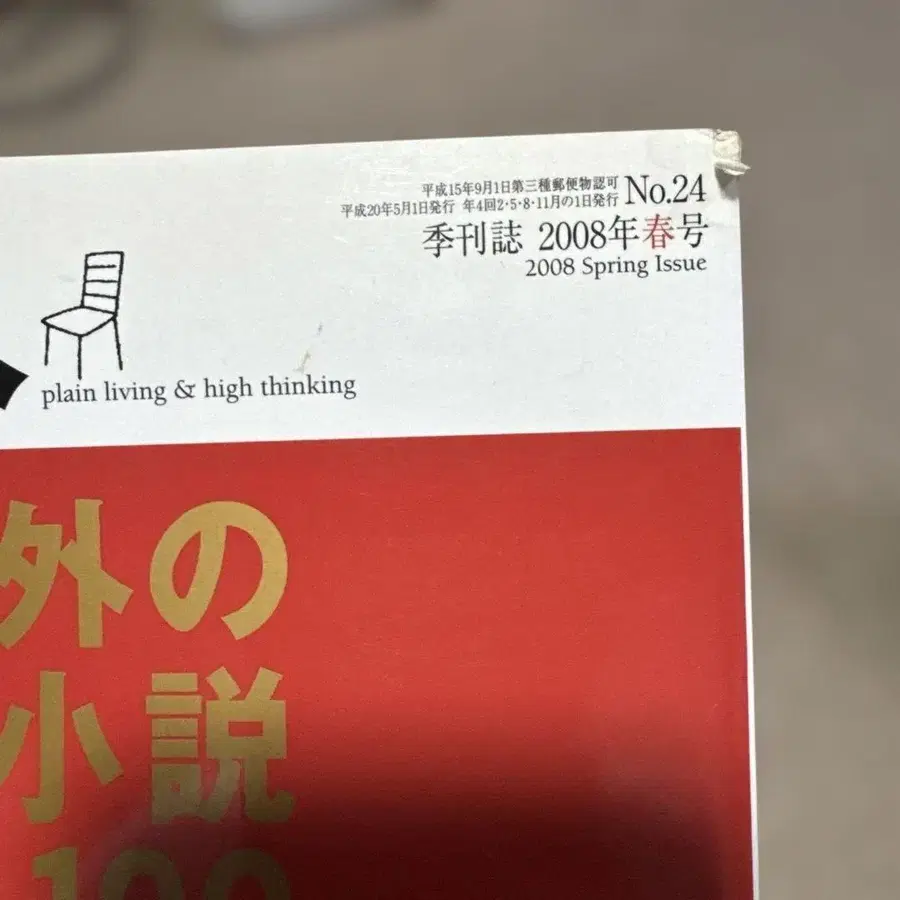 平成15年9月1日第三種郵便物認可
平成20年5月1日発行 年4回2・5・8・11月の1日発行
No.24
季刊誌 2008年春号
2008 Spring Issue
plain living & high thinking
外の
小説
100